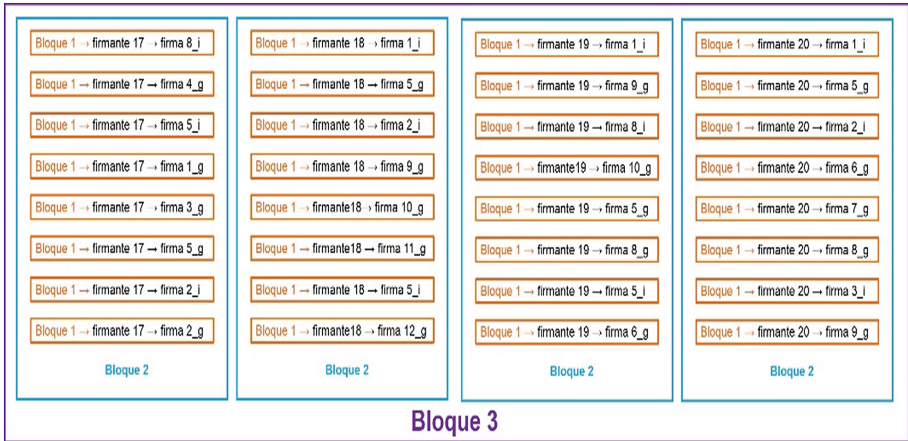 Bloque 1 → firmante 17 → firma 8_i
Bloque 1 → firmante 17 → firma 4_g
Bloque 1 → firmante 17 → firma 5_i
Bloque 1 → firmante 17 → firma 1_g
Bloque 1 → firmante 17 → firma 3_g
Bloque 1 → firmante 17 → firma 5_g
Bloque 1 → firmante 17 → firma 2_i
Bloque 1 → firmante 17 → firma 2_g
Bloque 2
Bloque 1 → firmante 18 → firma 1_i
Bloque 1 → firmante 18 → firma 5_g
Bloque 1 → firmante 18 → firma 2_i
Bloque 1 → firmante 18 → firma 9_g
Bloque 1 → firmante18 → firma 10_g
Bloque 1 → firmante18 → firma 11_g
Bloque 1 → firmante 18 → firma 5_i
Bloque 1 → firmante18 → firma 12_g
Bloque 2
Bloque 1 → firmante 19 → firma 1_i
Bloque 1 → firmante 19 → firma 9_g
Bloque 1 → firmante 19 → firma 8_i
Bloque 1 → firmante19 → firma 10_g
Bloque 1 → firmante 19 → firma 5_g
Bloque 1 → firmante 19 → firma 8_g
Bloque 1 → firmante 19 → firma 5_i
Bloque 1 → firmante 19 → firma 6_g
Bloque 2
Bloque 1 → firmante 20 → firma 1_i
Bloque 1 → firmante 20 → firma 5_g
Bloque 1 → firmante 20 → firma 2_i
Bloque 1 → firmante 20 → firma 6_g
Bloque 1 → firmante 20 → firma 7_g
Bloque 1 → firmante 20 → firma 8_g
Bloque 1 → firmante 20 → firma 3_i
Bloque 1 → firmante 20 → firma 9_g
Bloque 2
Bloque 3